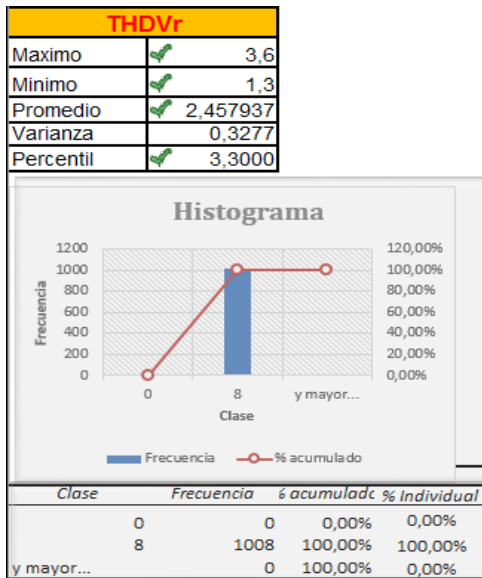 THDVr
Maximo 3,6
Minimo 1,3
Promedio 2,457937
Varianza 0,3277
Percentil 3,3000
Histograma
1200 120,00%
1000 100,00%
800 80,00%
600 60,00%
400 40,00%
200 20,00%
0 0,00%
Frecuencia
0 8 y mayor...
Clase
Frecuencia % acumulado
Clase Frecuencia % acumulado % Individual
0 0 0,00% 0,00%
8 1008 100,00% 100,00%
y mayor... 0 100,00% 0,00%